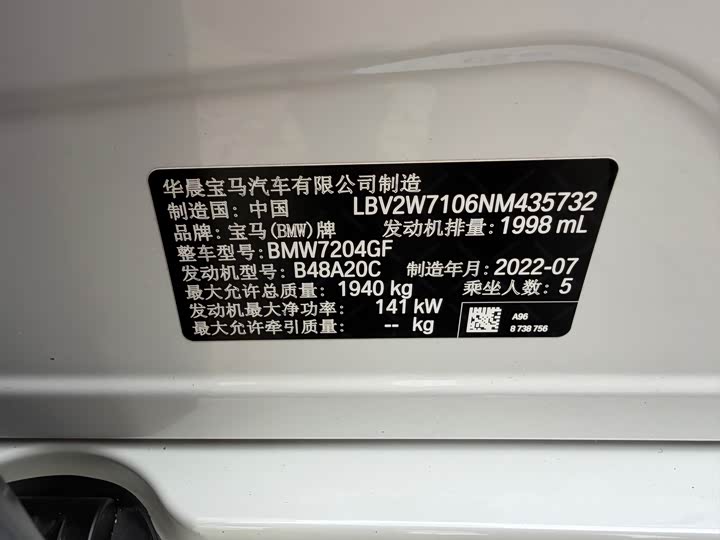 华晨宝马汽车有限公司制造
制造国: 中国 LBV2W7106NM435732
品牌: 宝马(BMW)牌 发动机排量: 1998 mL
整车型号: BMW7204GF
发动机型号: B48A20C 制造年月: 2022-07
最大允许总质量: 1940 kg 乘坐人数: 5
发动机最大净功率: 141 kW
最大允许牵引质量: -- kg
A96
8 738 756